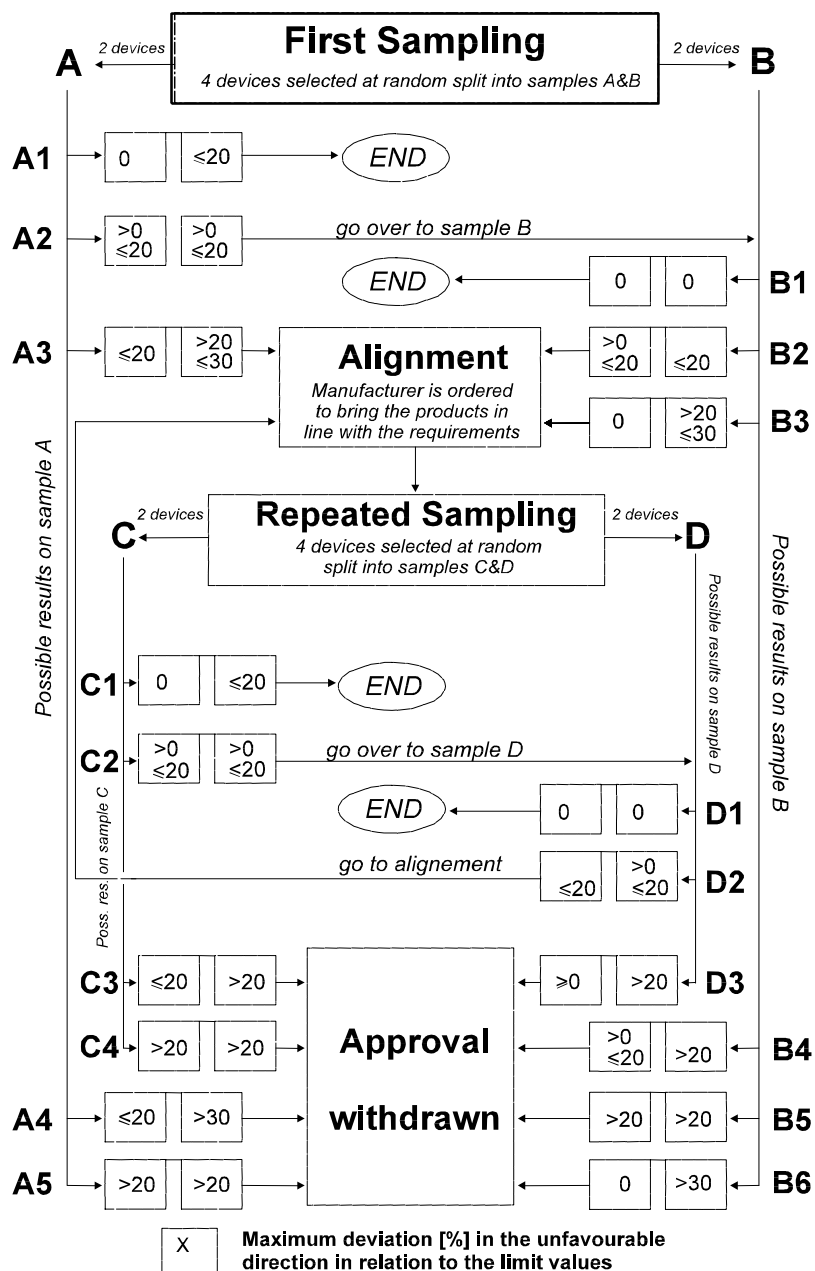 First Sampling
4 devices selected at random split into samples A&B
A
2 devices
2 devices
B
A1
0
≤20
END
A2
>0
≤20
>0
≤20
go over to sample B
END
0
0
B1
A3
≤20
>20
≤30
Alignment
Manufacturer is ordered
to bring the products in
line with the requirements
>0
≤20
≤20
B2
0
>20
≤30
B3
Possible results on sample A
Repeated Sampling
4 devices selected at random
split into samples C&D
C
2 devices
2 devices
D
Possible results on sample D
Possible results on sample B
C1
0
≤20
END
C2
>0
≤20
>0
≤20
go over to sample D
Poss. res. on sample C
END
0
0
D1
go to alignement
≤20
>0
≤20
D2
C3
≤20
>20
Approval
withdrawn
≥0
>20
D3
C4
>20
>20
>0
≤20
>20
B4
A4
≤20
>30
>20
>20
B5
A5
>20
>20
0
>30
B6
X
Maximum deviation [%] in the unfavourable
direction in relation to the limit values